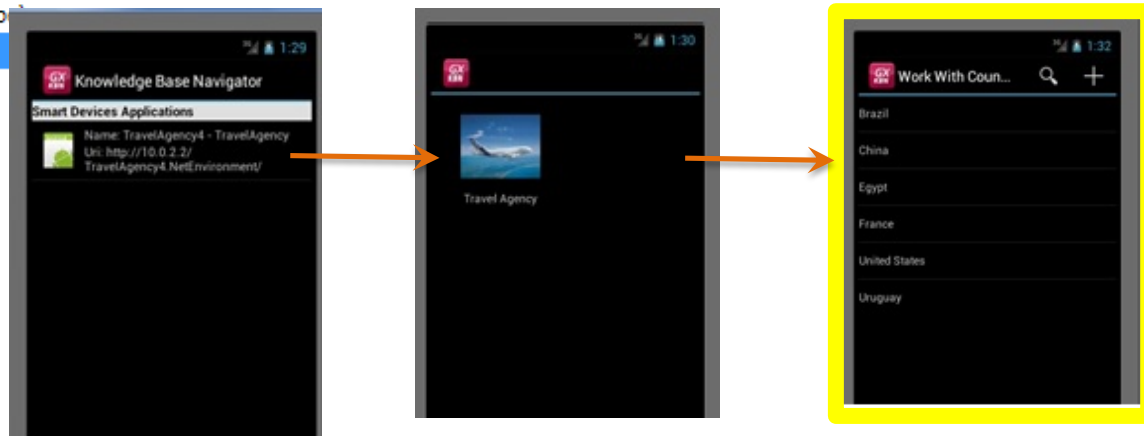 1:29
GX
KBN
Knowledge Base Navigator
Smart Devices Applications
Name: TravelAgency4 - TravelAgency
Uri: http://10.0.2.2/
TravelAgency4.NetEnvironment/
1:30
GX
KBN
Travel Agency
1:32
GX
KBN
Work With Coun...
Brazil
China
Egypt
France
United States
Uruguay